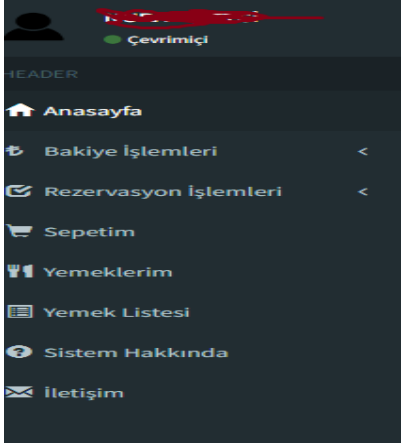 Çevrimiçi
HEADER
Anasayfa
Bakiye İşlemleri <
Rezervasyon İşlemleri <
Sepetim
Yemeklerim
Yemek Listesi
Sistem Hakkında
İletişim